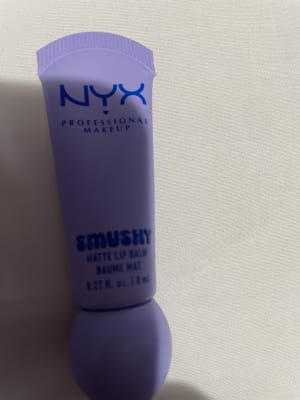 NYX
PROFESSIONAL
MAKEUP
SMUSHY
MATTE LIP BALM
BAUME MAT
0.27 fl. oz. | 8 mL